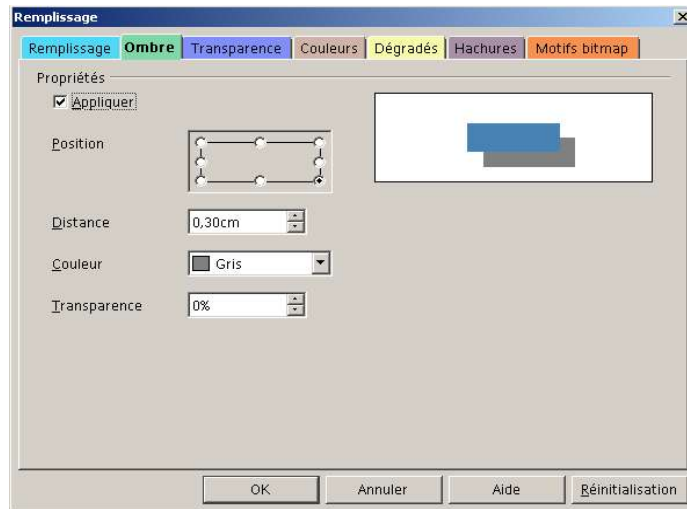 Remplissage
Remplissage Ombre Transparence Couleurs Dégradés Hachures Motifs bitmap
Propriétés
Appliquer
Position
Distance 0,30cm
Couleur Gris
Transparence 0%
OK Annuler Aide Réinitialisation